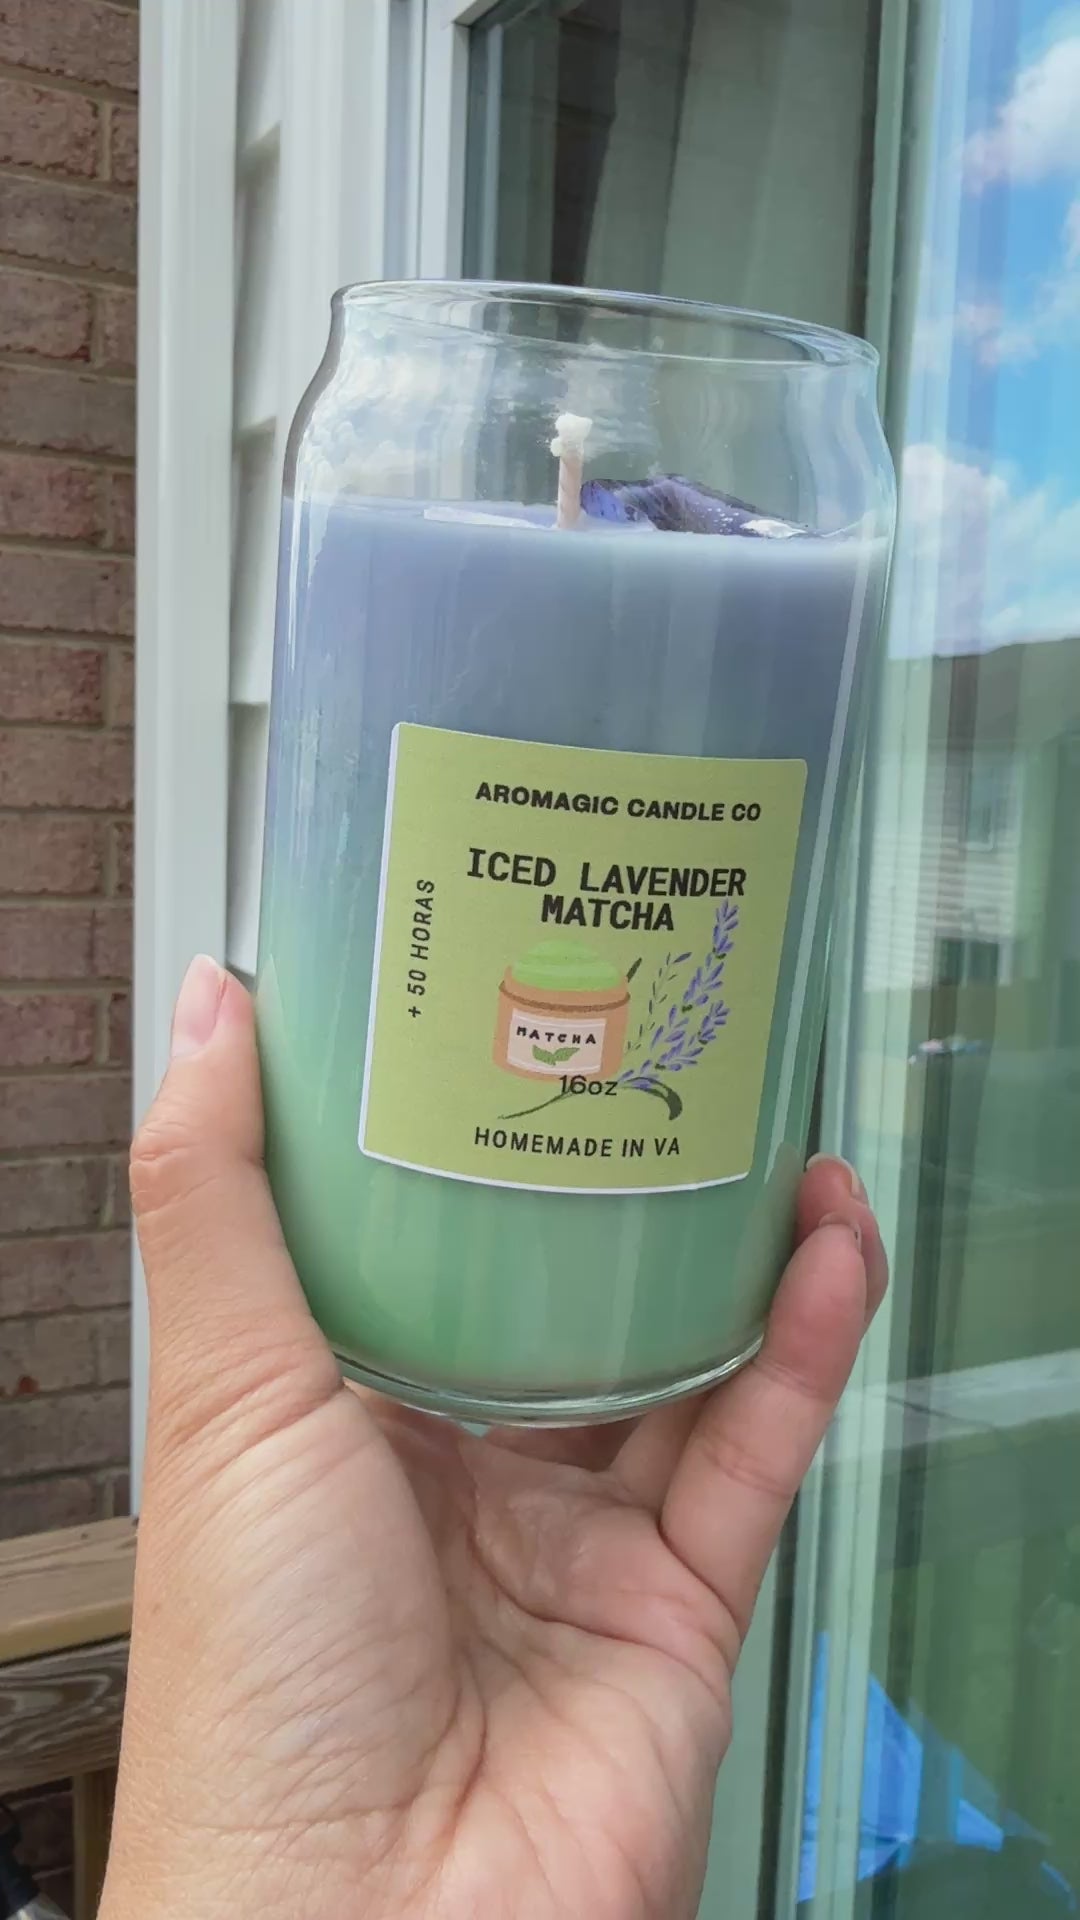 AROMAGIC CANDLE CO
ICED LAVENDER
MATCHA
+ 50 HORAS
MATCHA
16oz
HOMEMADE IN VA